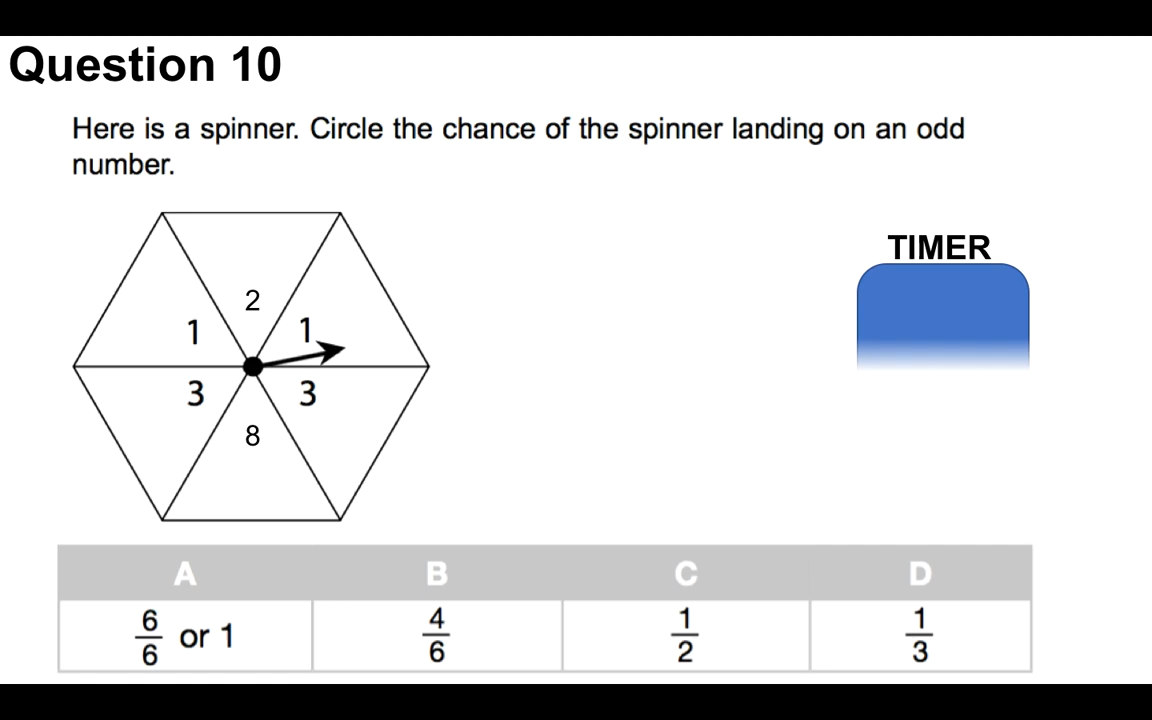 Question 10
Here is a spinner. Circle the chance of the spinner landing on an odd
number.
TIMER
2
1
1
3
3
8
A B C D
6/6 or 1 4/6 1/2 1/3